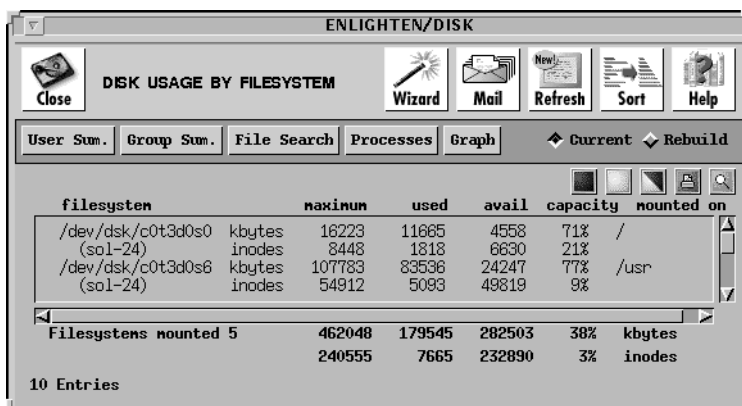 ENLIGHTEN/DISK
Close
DISK USAGE BY FILESYSTEM
Wizard
Mail
New!
Refresh
Sort
Help
User Sum. Group Sum. File Search Processes Graph Current Rebuild
filesystem maximum used avail capacity mounted on
/dev/dsk/c0t3d0s0 kbytes 16223 11665 4558 71% /
(sol-24) inodes 8448 1818 6630 21%
/dev/dsk/c0t3d0s6 kbytes 107783 83536 24247 77% /usr
(sol-24) inodes 54912 5093 49819 9%
Filesystems mounted 5 462048 179545 282503 38% kbytes
240555 7665 232890 3% inodes
10 Entries